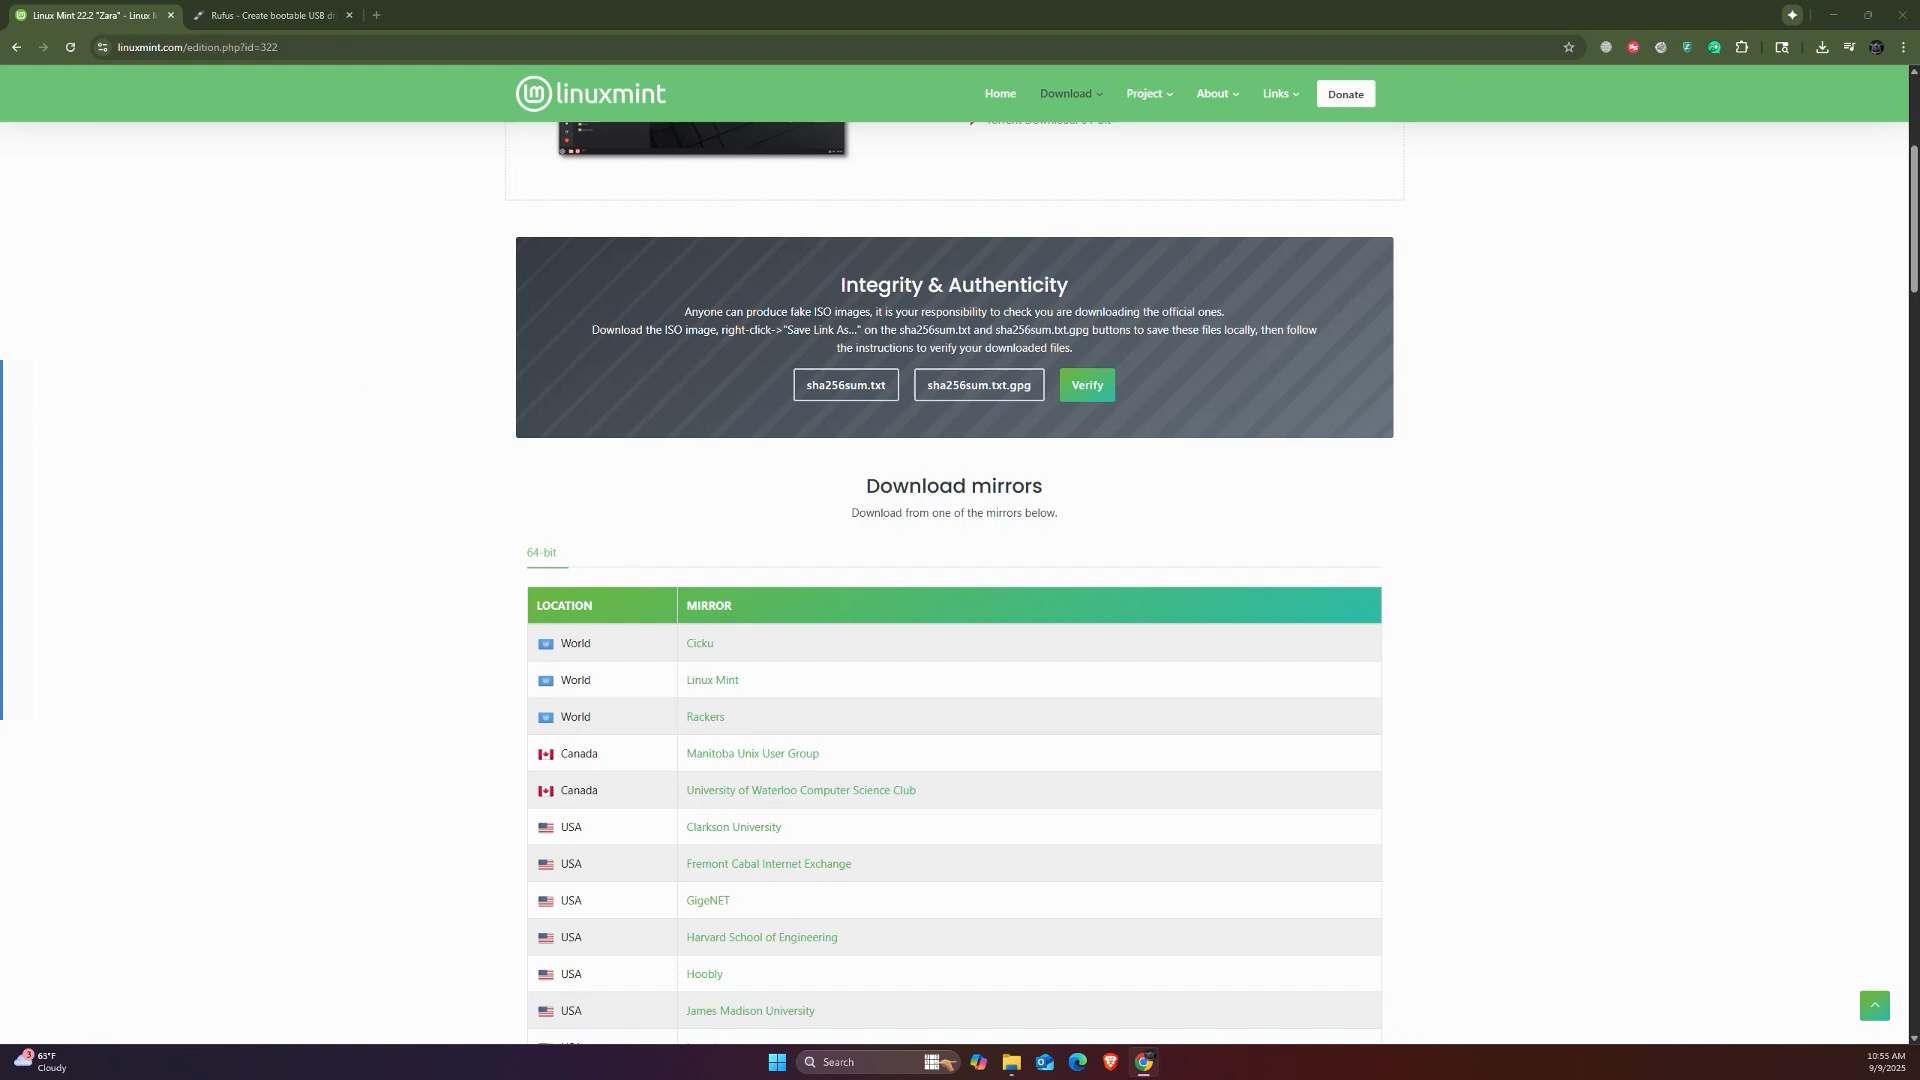 Linux Mint 22.2 "Zara" - Linux M
Rufus - Create bootable USB dr
linuxmint.com/edition.php?id=322
linuxmint
Home
Download
Project
About
Links
Donate
Torrent Download: 64-bit
Integrity & Authenticity
Anyone can produce fake ISO images, it is your responsibility to check you are downloading the official ones.
Download the ISO image, right-click->"Save Link As..." on the sha256sum.txt and sha256sum.txt.gpg buttons to save these files locally, then follow
the instructions to verify your downloaded files.
sha256sum.txt
sha256sum.txt.gpg
Verify
Download mirrors
Download from one of the mirrors below.
64-bit
LOCATION MIRROR
World Cicku
World Linux Mint
World Rackers
Canada Manitoba Unix User Group
Canada University of Waterloo Computer Science Club
USA Clarkson University
USA Fremont Cabal Internet Exchange
USA GigeNET
USA Harvard School of Engineering
USA Hoobly
USA James Madison University
3
63°F
Cloudy
Search
10:55 AM
9/9/2025